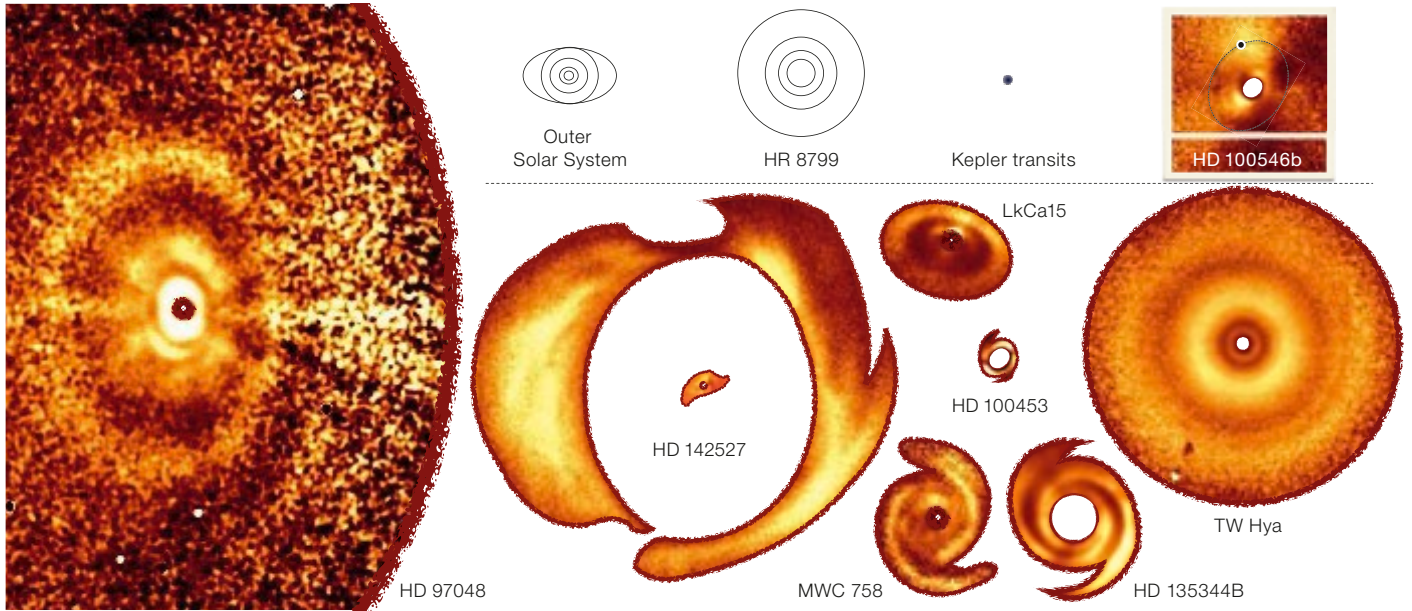 Outer
Solar System
HR 8799
Kepler transits
HD 100546b
LkCa15
HD 142527
HD 100453
TW Hya
HD 97048
MWC 758
HD 135344B